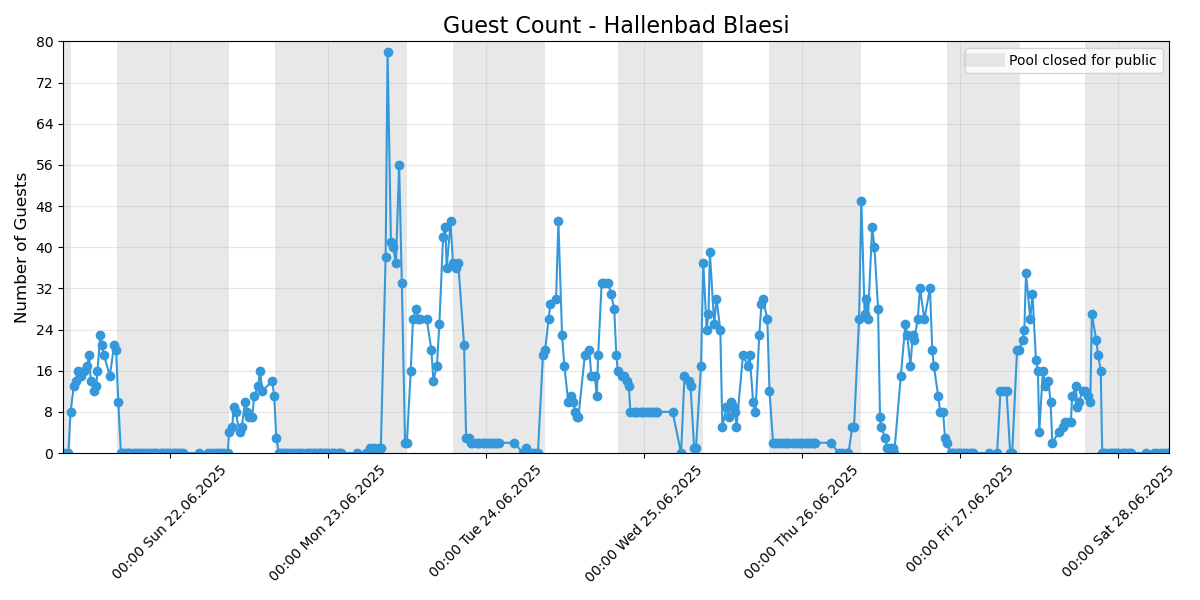 Guest Count - Hallenbad Blaesi
Pool closed for public
Number of Guests
80
72
64
56
48
40
32
24
16
8
0
00:00 Sun 22.06.2025
00:00 Mon 23.06.2025
00:00 Tue 24.06.2025
00:00 Wed 25.06.2025
00:00 Thu 26.06.2025
00:00 Fri 27.06.2025
00:00 Sat 28.06.2025